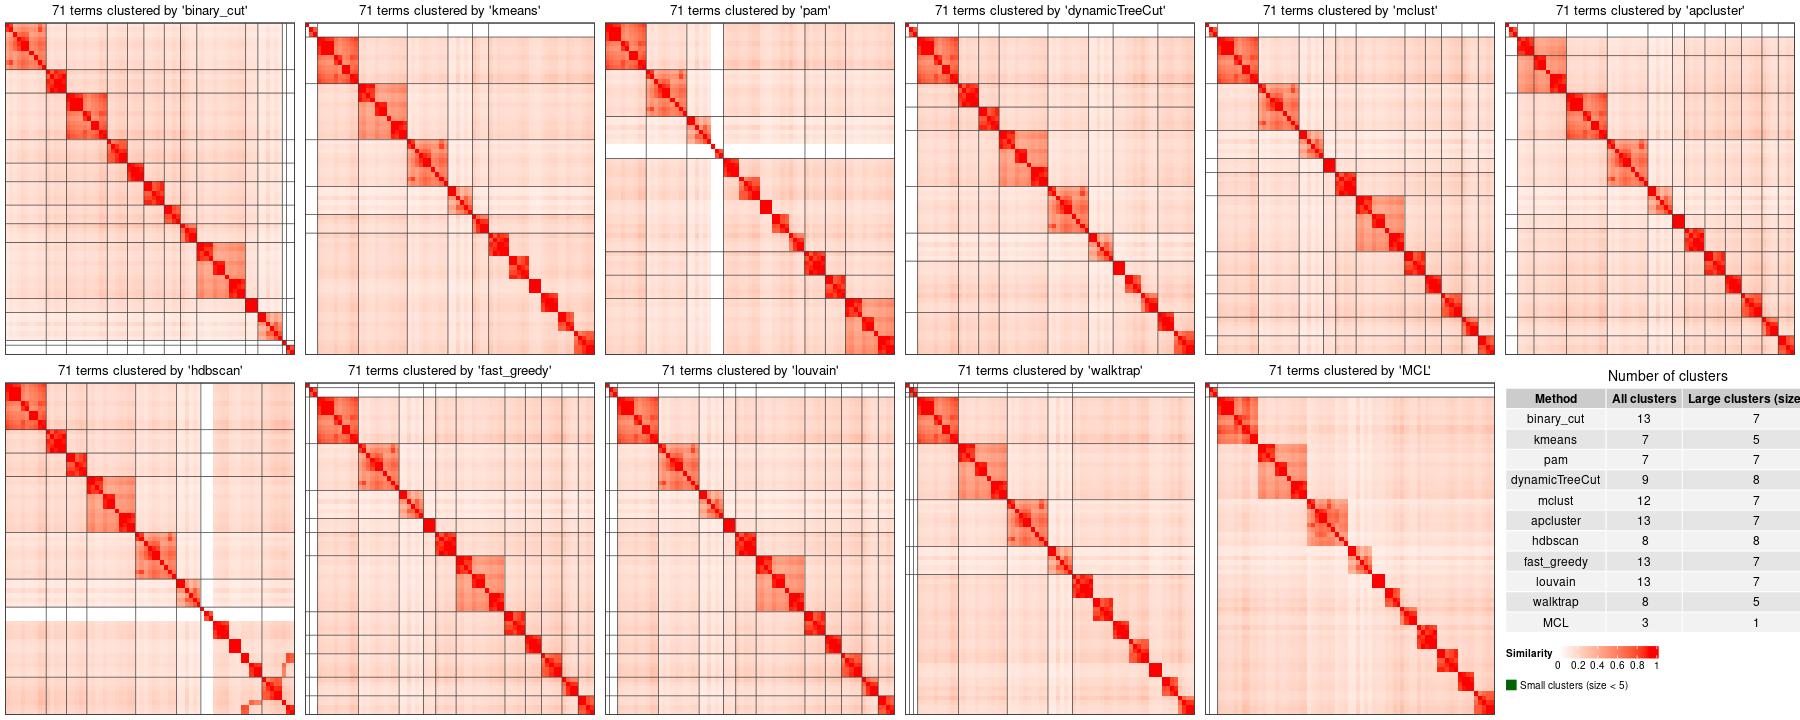 71 terms clustered by 'binary_cut'
71 terms clustered by 'kmeans'
71 terms clustered by 'pam'
71 terms clustered by 'dynamicTreeCut'
71 terms clustered by 'mclust'
71 terms clustered by 'apcluster'
71 terms clustered by 'hdbscan'
71 terms clustered by 'fast_greedy'
71 terms clustered by 'louvain'
71 terms clustered by 'walktrap'
71 terms clustered by 'MCL'
Number of clusters
Method All clusters Large clusters (size
binary_cut 13 7
kmeans 7 5
pam 7 7
dynamicTreeCut 9 8
mclust 12 7
apcluster 13 7
hdbscan 8 8
fast_greedy 13 7
louvain 13 7
walktrap 8 5
MCL 3 1
Similarity
0 0.2 0.4 0.6 0.8 1
Small clusters (size < 5)